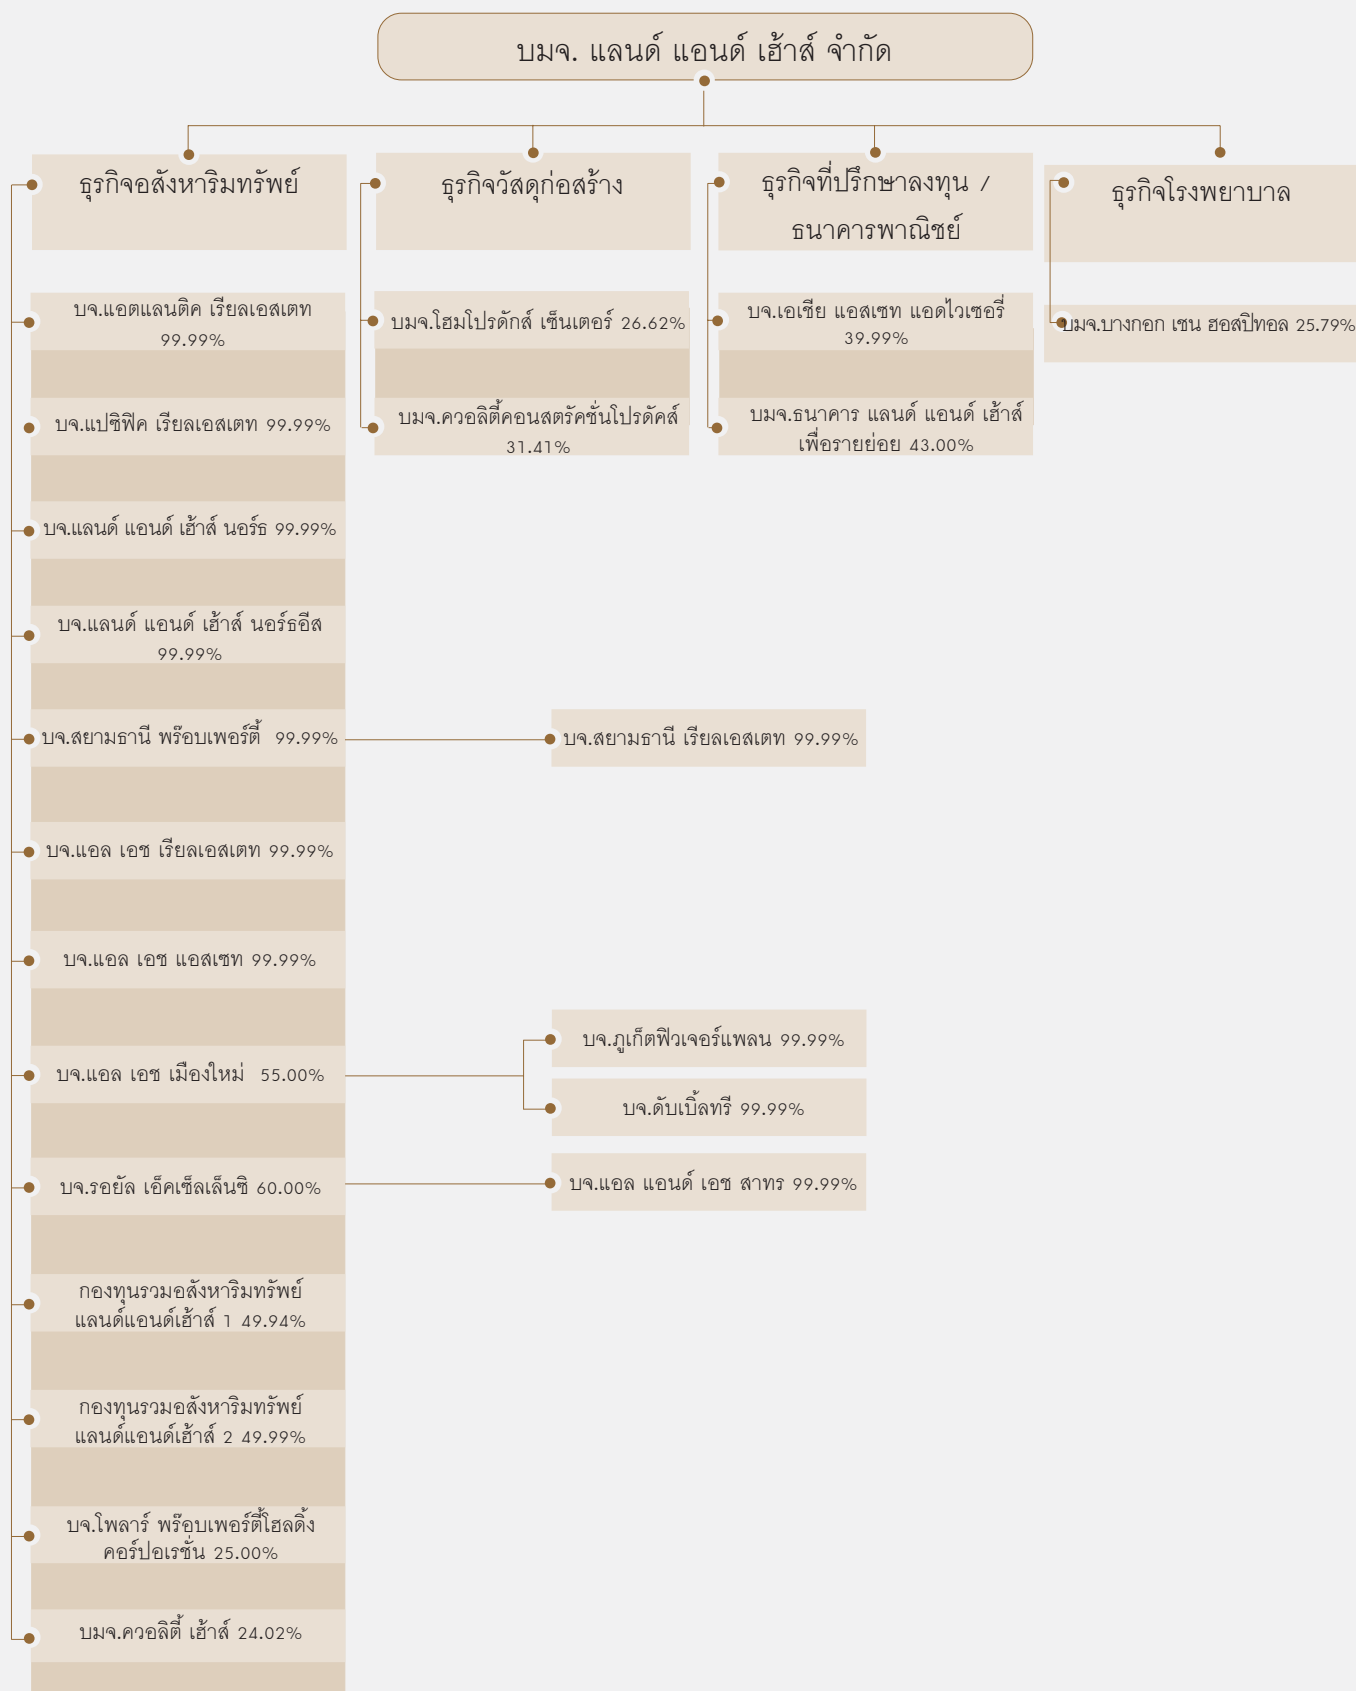 บมจ. แลนด์ แอนด์ เฮ้าส์ จำกัด
ธุรกิจอสังหาริมทรัพย์
บจ.แอตแลนติค เรียลเอสเตท
99.99%
บจ.แปซิฟิค เรียลเอสเตท 99.99%
บจ.แลนด์ แอนด์ เฮ้าส์ นอร์ธ 99.99%
บจ.แลนด์ แอนด์ เฮ้าส์ นอร์ธอีส
99.99%
บจ.สยามธานี พร๊อบเพอร์ตี้ 99.99%
บจ.สยามธานี เรียลเอสเตท 99.99%
บจ.แอล เอช เรียลเอสเตท 99.99%
บจ.แอล เอช แอสเซท 99.99%
บจ.แอล เอช เมืองใหม่ 55.00%
บจ.ภูเก็ตฟิวเจอร์แพลน 99.99%
บจ.ดับเบิ้ลทรี 99.99%
บจ.รอยัล เอ็คเซ็ลเล็นซิ 60.00%
บจ.แอล แอนด์ เอช สาทร 99.99%
กองทุนรวมอสังหาริมทรัพย์
แลนด์แอนด์เฮ้าส์ 1 49.94%
กองทุนรวมอสังหาริมทรัพย์
แลนด์แอนด์เฮ้าส์ 2 49.99%
บจ.โพลาร์ พร๊อบเพอร์ตี้โฮลดิ้ง
คอร์ปอเรชั่น 25.00%
บมจ.ควอลิตี้ เฮ้าส์ 24.02%
ธุรกิจวัสดุก่อสร้าง
บมจ.โฮมโปรดักส์ เซ็นเตอร์ 26.62%
บมจ.ควอลิตี้คอนสตรัคชั่นโปรดัคส์
31.41%
ธุรกิจที่ปรึกษาลงทุน /
ธนาคารพาณิชย์
บจ.เอเชีย แอสเซท แอดไวเซอรี่
39.99%
บมจ.ธนาคาร แลนด์ แอนด์ เฮ้าส์
เพื่อรายย่อย 43.00%
ธุรกิจโรงพยาบาล
บมจ.บางกอก เชน ฮอสปิทอล 25.79%